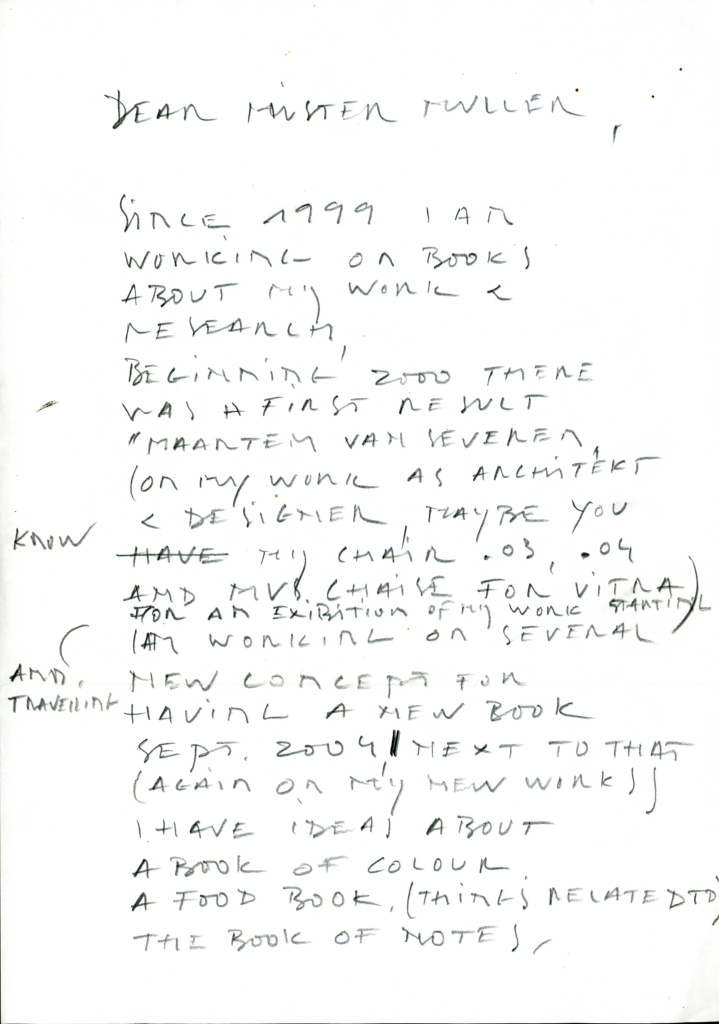 DEAR MISTER MULLER,
SINCE 1999 I AM
WORKING ON BOOKS
ABOUT MY WORK &
RESEARCH,
BEGINNING 2000 THERE
WAS A FIRST RESULT
"MAARTEN VAN SEVEREN,
(ON MY WORK AS ARCHITEKT
& DESIGNER, MAYBE YOU
KNOW HAVE MY CHAIR .03, .04
AND MVS CHAISE FOR VITRA)
FOR AN EXIBITION OF MY WORK STARTING
I AM WORKING ON SEVERAL
AND. NEW CONCEPT FOR
TRAVELLING HAVING A NEW BOOK
SEPT. 2004, NEXT TO THAT
(AGAIN ON MY NEW WORKS)
I HAVE IDEAS ABOUT
A BOOK OF COLOUR
A FOOD BOOK, (THINGS RELATED TO)
THE BOOK OF NOTES,